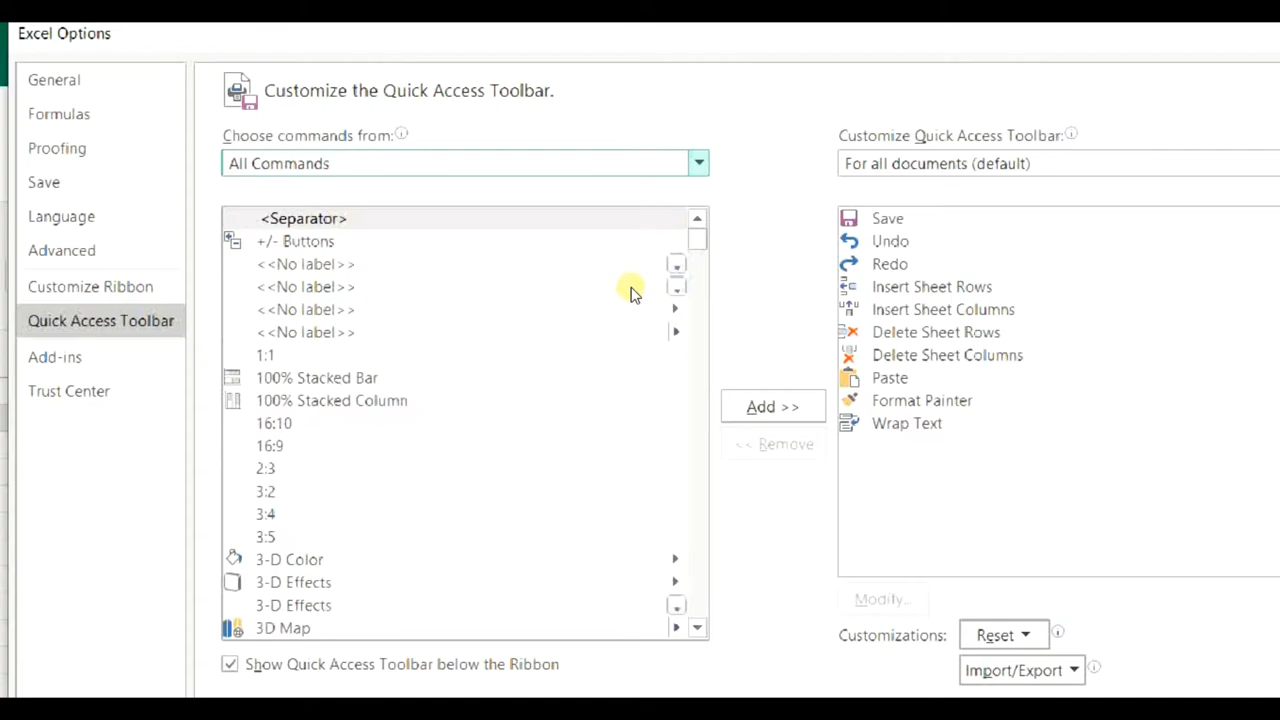 Excel Options
General
Formulas
Proofing
Save
Language
Advanced
Customize Ribbon
Quick Access Toolbar
Add-ins
Trust Center
Customize the Quick Access Toolbar.
Choose commands from:
All Commands
<Separator>
+/- Buttons
<<No label>>
<<No label>>
<<No label>>
<<No label>>
1:1
100% Stacked Bar
100% Stacked Column
16:10
16:9
2:3
3:2
3:4
3:5
3-D Color
3-D Effects
3-D Effects
3D Map
Show Quick Access Toolbar below the Ribbon
Add >>
<< Remove
Customize Quick Access Toolbar:
For all documents (default)
Save
Undo
Redo
Insert Sheet Rows
Insert Sheet Columns
Delete Sheet Rows
Delete Sheet Columns
Paste
Format Painter
Wrap Text
Modify...
Customizations:
Reset
Import/Export